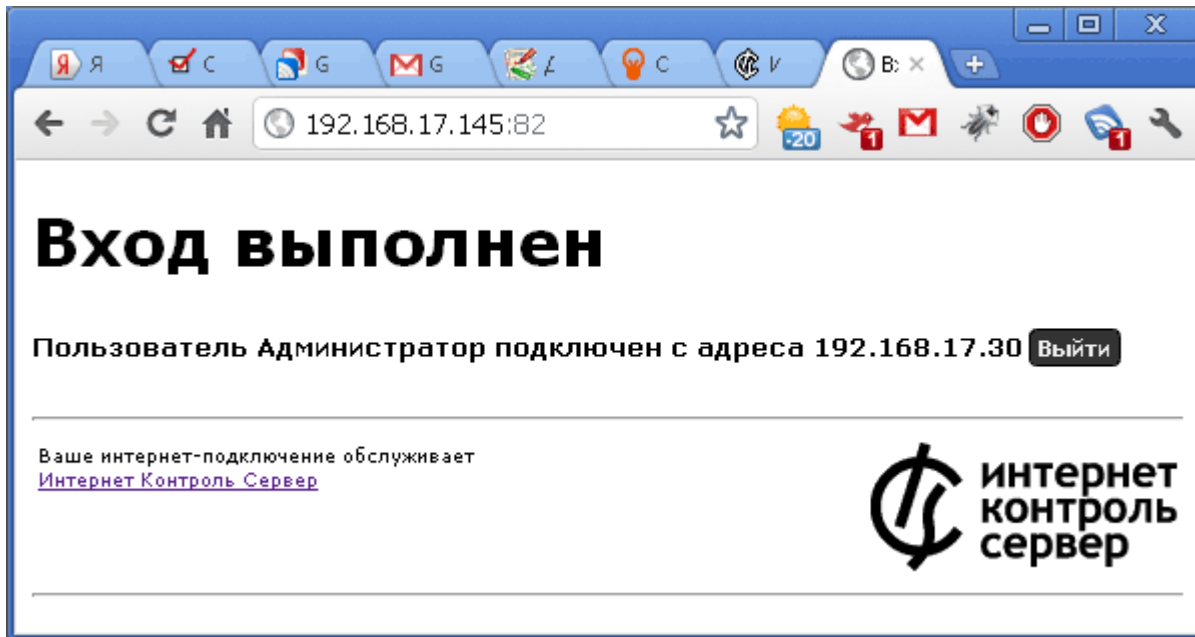 Я Я
С
G
G
С
В:
192.168.17.145:82
-20
1
1
Вход выполнен
Пользователь Администратор подключен с адреса 192.168.17.30 Выйти
Ваше интернет-подключение обслуживает
Интернет Контроль Сервер
интернет
контроль
сервер